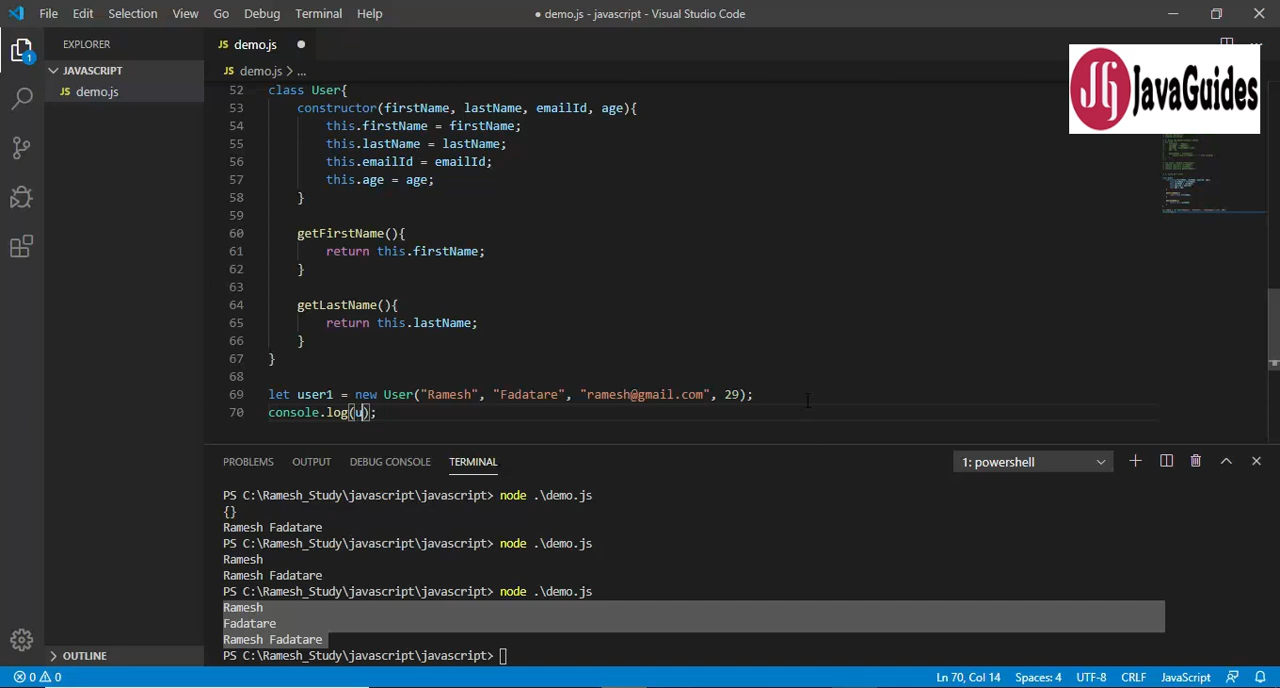 File Edit Selection View Go Debug Terminal Help
● demo.js - javascript - Visual Studio Code
EXPLORER
JS demo.js ●
JAVASCRIPT
JS demo.js > ...
JS demo.js
1
JG JavaGuides
52 class User{
53 constructor(firstName, lastName, emailId, age){
54 this.firstName = firstName;
55 this.lastName = lastName;
56 this.emailId = emailId;
57 this.age = age;
58 }
59
60 getFirstName(){
61 return this.firstName;
62 }
63
64 getLastName(){
65 return this.lastName;
66 }
67 }
68
69 let user1 = new User("Ramesh", "Fadatare", "ramesh@gmail.com", 29);
70 console.log(u);
PROBLEMS OUTPUT DEBUG CONSOLE TERMINAL 1: powershell
PS C:\Ramesh_Study\javascript\javascript> node .\demo.js
{}
Ramesh Fadatare
PS C:\Ramesh_Study\javascript\javascript> node .\demo.js
Ramesh
Ramesh Fadatare
PS C:\Ramesh_Study\javascript\javascript> node .\demo.js
Ramesh
Fadatare
Ramesh Fadatare
PS C:\Ramesh_Study\javascript\javascript>
OUTLINE
0 0 Ln 70, Col 14 Spaces: 4 UTF-8 CRLF JavaScript